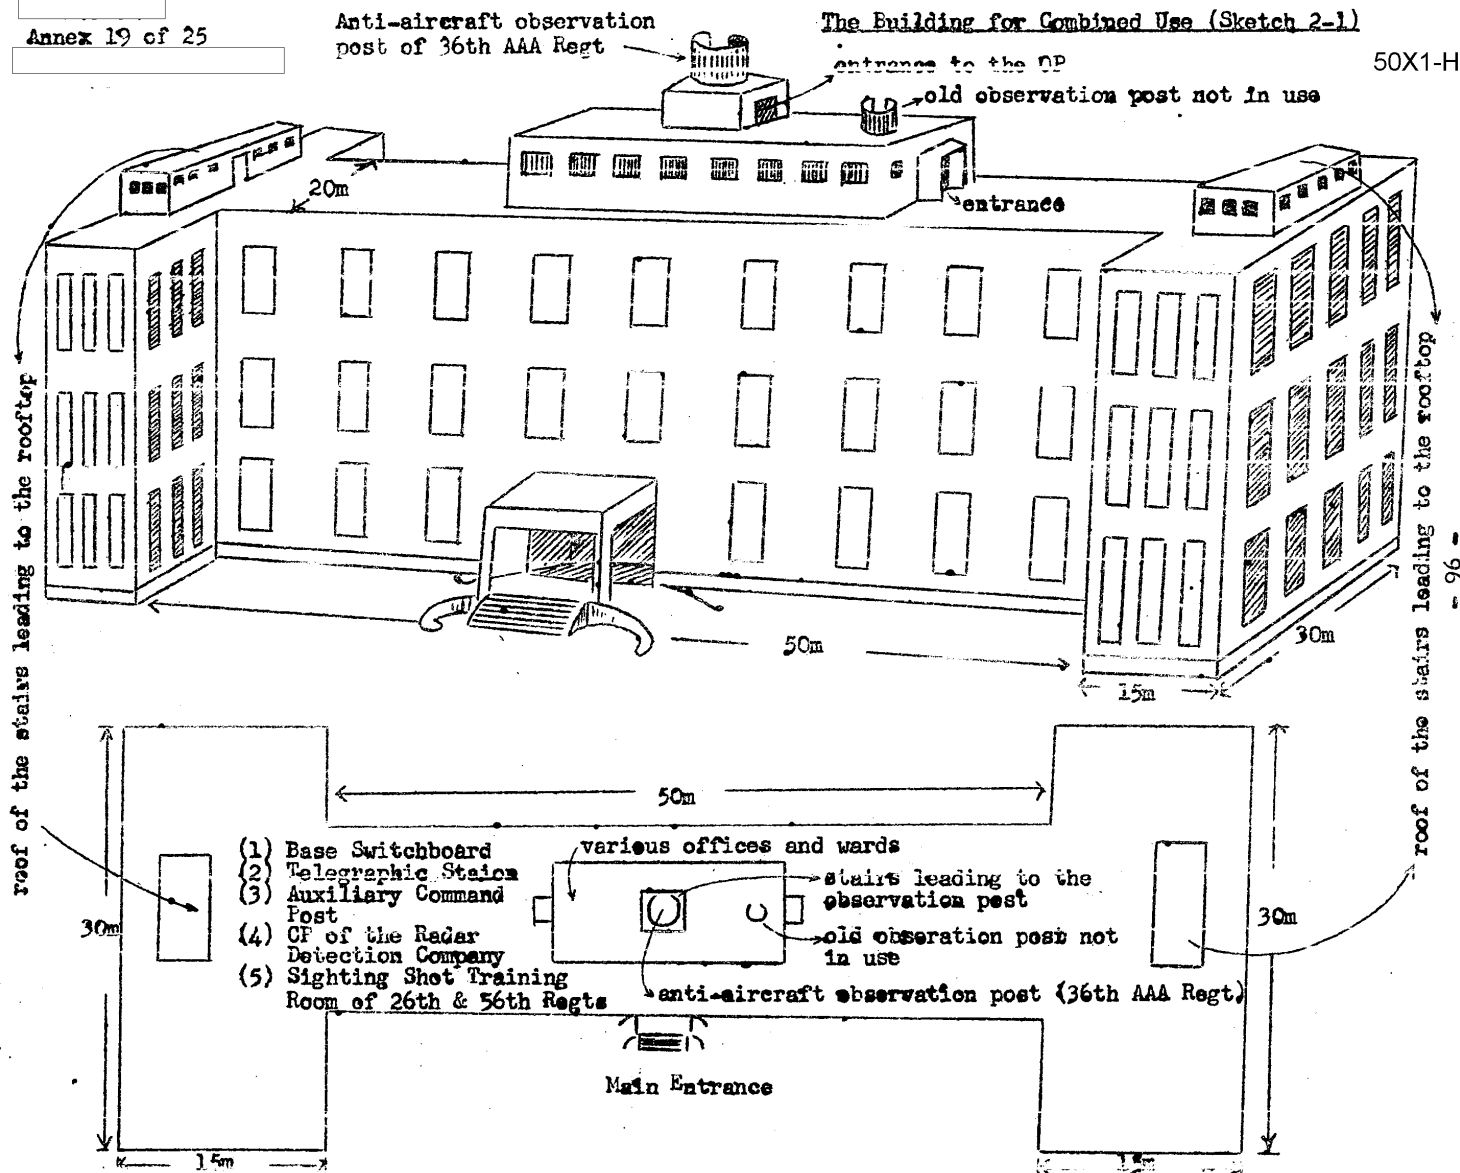 Annex 19 of 25
Anti-aircraft observation
post of 36th AAA Regt
The Building for Combined Use (Sketch 2-1)
50X1-H
entrance to the OP
old observation post not in use
20m
entrance
roof of the stairs leading to the rooftop
roof of the stairs leading to the rooftop
- 96 -
50m
30m
15m
50m
(1) Base Switchboard
(2) Telegraphic Staion
(3) Auxiliary Command
Post
(4) CP of the Radar
Detection Company
(5) Sighting Shot Training
Room of 26th & 56th Regts
various offices and wards
stairs leading to the
observation post
old obseration post not
in use
anti-aircraft observation post (36th AAA Regt)
30m
30m
Main Entrance
15m
15m